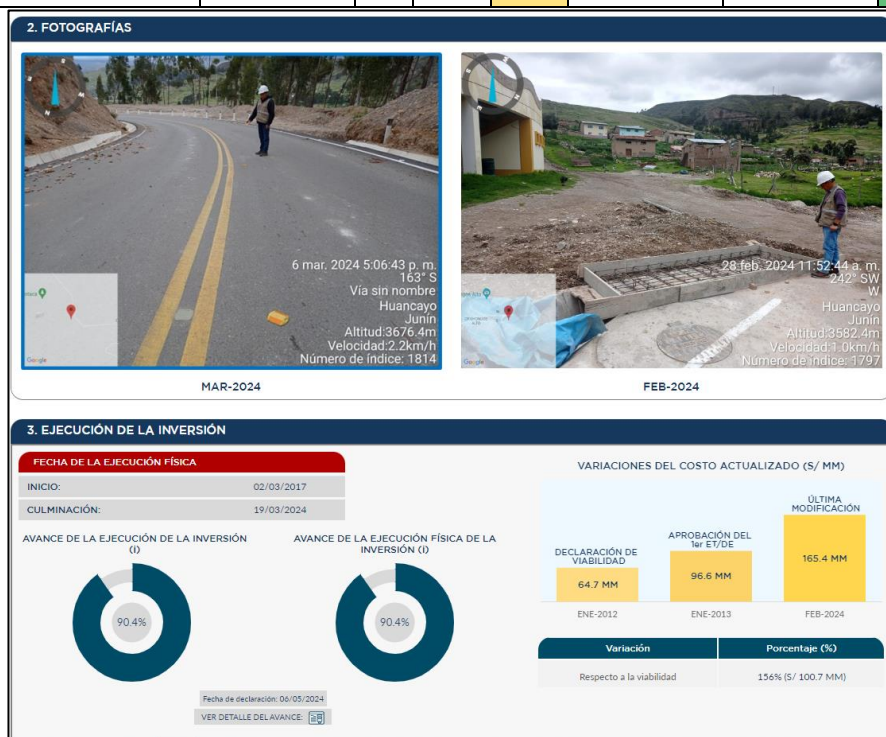 2. FOTOGRAFÍAS
6 mar. 2024 5:06:43 p. m.
163° S
Vía sin nombre
Huancayo
Junín
Altitud:3676.4m
Velocidad:2.2km/h
Número de índice: 1814
Google
28 feb. 2024 11:52:44 a. m.
242° SW
W
Huancayo
Junín
Altitud:3582.4m
Velocidad:1.0km/h
Número de índice: 1797
Google
MAR-2024
FEB-2024
3. EJECUCIÓN DE LA INVERSIÓN
FECHA DE LA EJECUCIÓN FÍSICA
INICIO: 02/03/2017
CULMINACIÓN: 19/03/2024
AVANCE DE LA EJECUCIÓN DE LA INVERSIÓN
(i)
90.4%
AVANCE DE LA EJECUCIÓN FÍSICA DE LA
INVERSIÓN (i)
90.4%
Fecha de declaración: 06/05/2024
VER DETALLE DEL AVANCE:
VARIACIONES DEL COSTO ACTUALIZADO (S/ MM)
DECLARACIÓN DE
VIABILIDAD
64.7 MM
APROBACIÓN DEL
1er ET/DE
96.6 MM
ÚLTIMA
MODIFICACIÓN
165.4 MM
ENE-2012
ENE-2013
FEB-2024
Variación Porcentaje (%)
Respecto a la viabilidad 156% (S/ 100.7 MM)